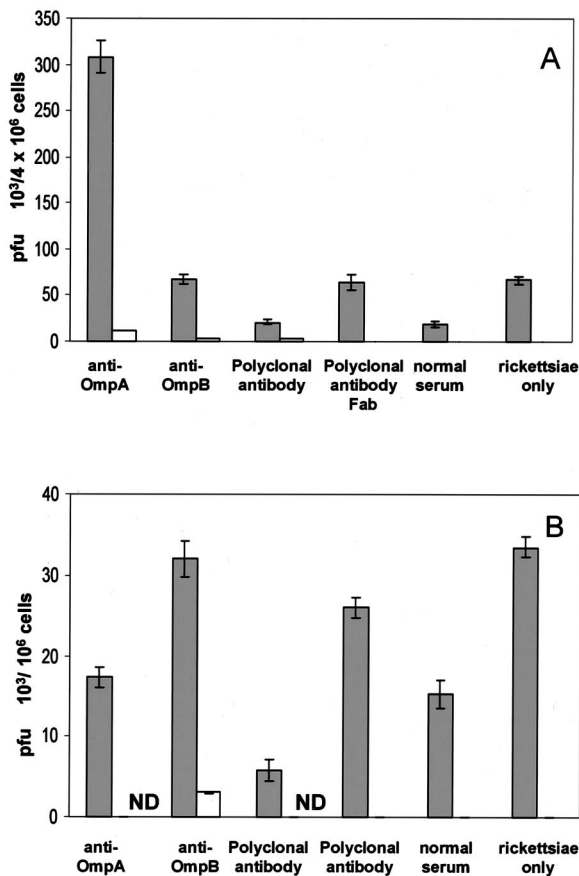 A
350
300
250
200
150
100
50
0
pfu 10³/4 x 10⁶ cells
anti- anti- Polyclonal Polyclonal normal rickettsiae
OmpA OmpB antibody antibody serum only
Fab
B
40
30
20
10
0
pfu 10³/ 10⁶ cells
ND ND
anti- anti- Polyclonal Polyclonal normal rickettsiae
OmpA OmpB antibody antibody serum only